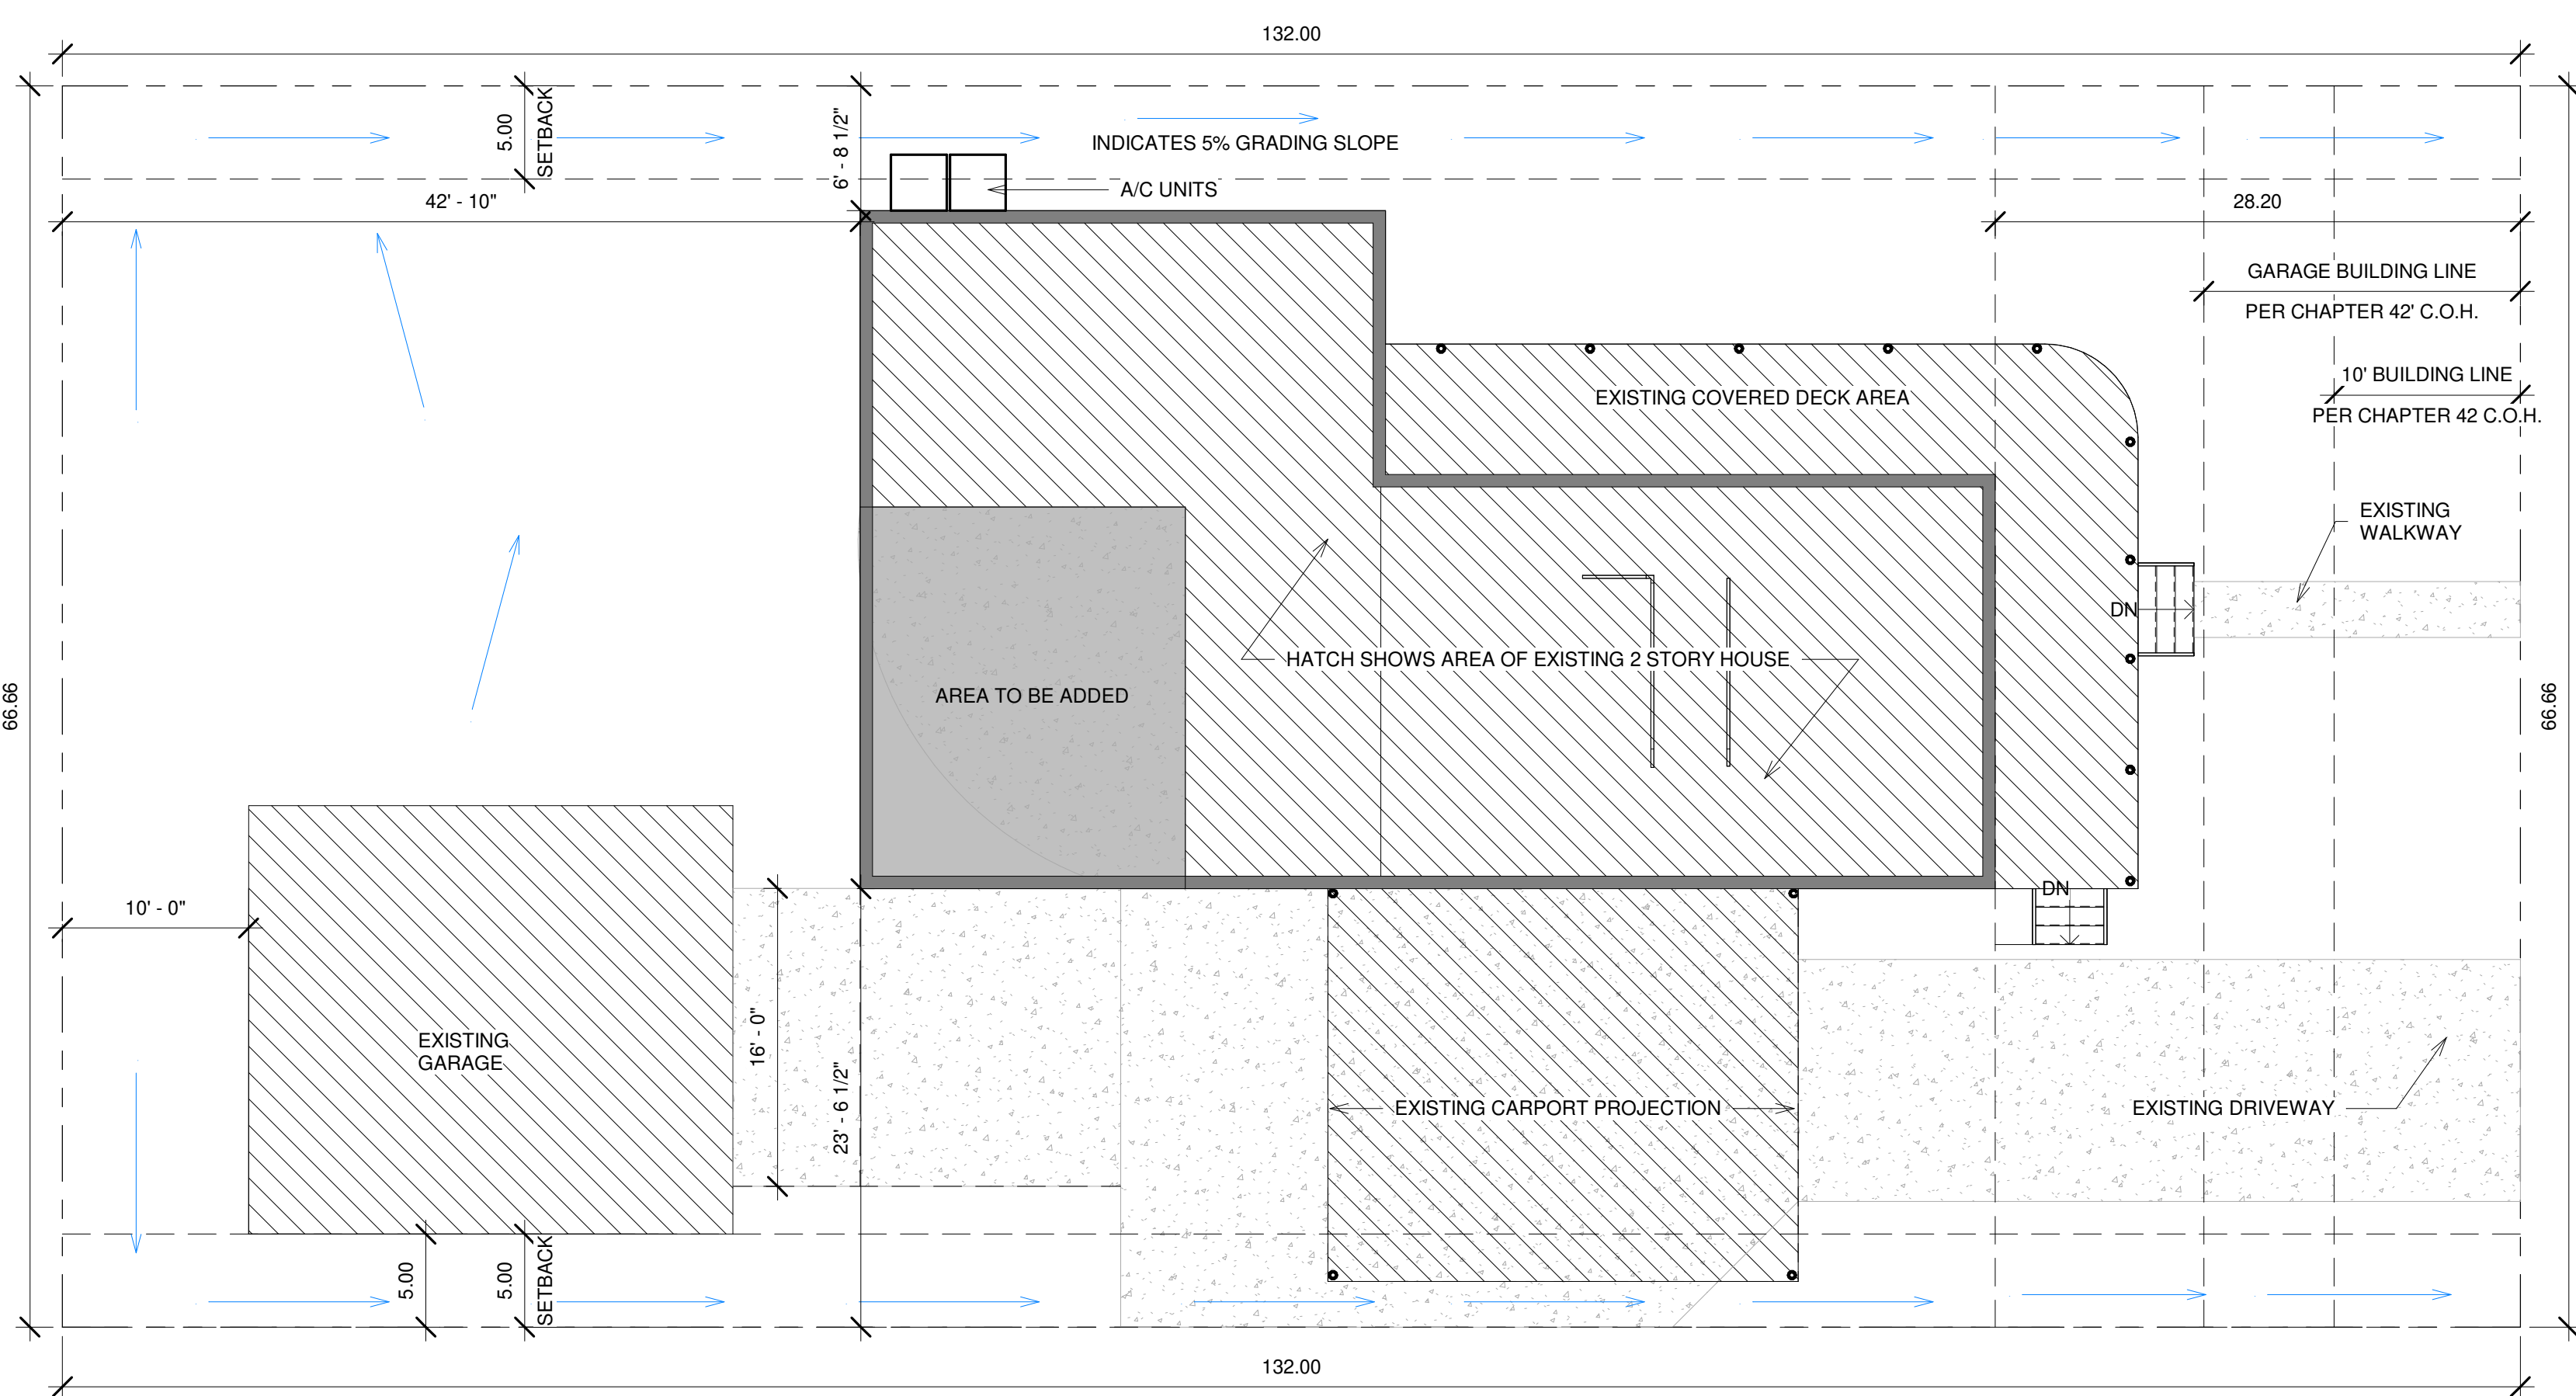 132.00
5.00
SETBACK
6' - 8 1/2"
INDICATES 5% GRADING SLOPE
A/C UNITS
42' - 10"
28.20
GARAGE BUILDING LINE
PER CHAPTER 42' C.O.H.
10' BUILDING LINE
PER CHAPTER 42 C.O.H.
EXISTING COVERED DECK AREA
EXISTING
WALKWAY
DN
HATCH SHOWS AREA OF EXISTING 2 STORY HOUSE
AREA TO BE ADDED
66.66
66.66
DN
10' - 0"
EXISTING
GARAGE
16' - 0"
23' - 6 1/2"
EXISTING CARPORT PROJECTION
EXISTING DRIVEWAY
5.00
5.00
SETBACK
132.00